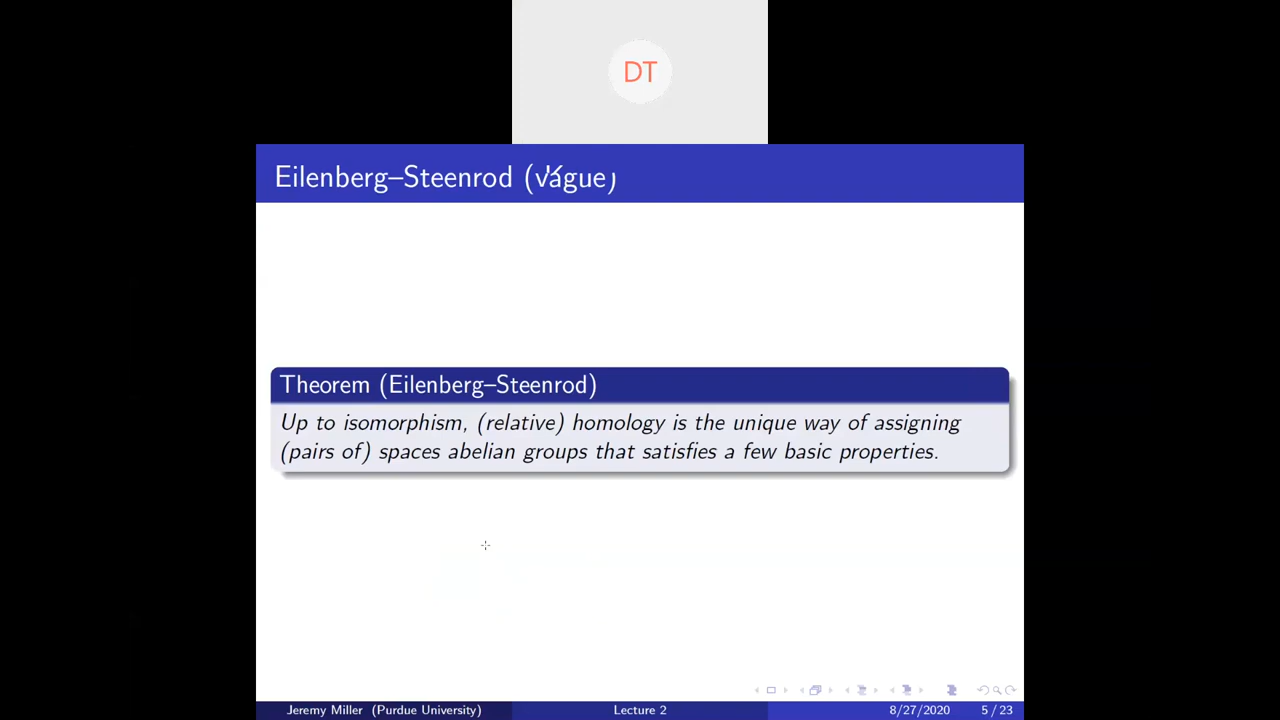 DT
Eilenberg–Steenrod (vague)
Theorem (Eilenberg–Steenrod)
Up to isomorphism, (relative) homology is the unique way of assigning
(pairs of) spaces abelian groups that satisfies a few basic properties.
Jeremy Miller (Purdue University) Lecture 2 8/27/2020 5 / 23